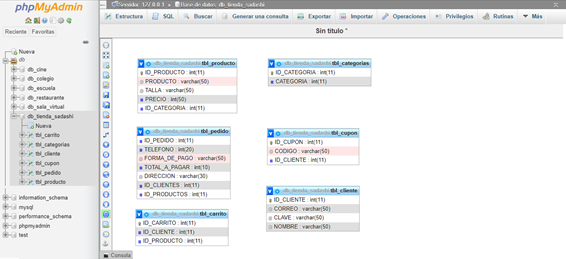 phpMyAdmin
Reciente Favoritas
Nueva
db
db_cine
db_colegio
db_escuela
db_restaurante
db_sala_virtual
db_tienda_sadashi
Nueva
tbl_carrito
tbl_categorias
tbl_cliente
tbl_cupon
tbl_pedido
tbl_producto
information_schema
mysql
performance_schema
phpmyadmin
test
Servidor: 127.0.0.1 » Base de datos: db_tienda_sadashi
Estructura SQL Buscar Generar una consulta Exportar Importar Operaciones Privilegios Rutinas Más
Sin título *
db_tienda_sadashi tbl_producto
ID_PRODUCTO : int(11)
PRODUCTO : varchar(50)
TALLA : varchar(50)
PRECIO : int(50)
ID_CATEGORIA : int(11)
db_tienda_sadashi tbl_categorias
ID_CATEGORIA : int(11)
CATEGORIA : int(11)
db_tienda_sadashi tbl_pedido
ID_PEDIDO : int(11)
TELEFONO : int(20)
FORMA_DE_PAGO : varchar(50)
TOTAL_A_PAGAR : int(10)
DIRECCION : varchar(30)
ID_CLIENTES : int(11)
ID_PRODUCTOS : int(11)
db_tienda_sadashi tbl_cupon
ID_CUPON : int(11)
CODIGO : varchar(50)
ID_CLIENTE : int(11)
db_tienda_sadashi tbl_carrito
ID_CARRITO : int(11)
ID_CLIENTE : int(11)
ID_PRODUCTO : int(11)
db_tienda_sadashi tbl_cliente
ID_CLIENTE : int(11)
CORREO : varchar(50)
CLAVE : varchar(50)
NOMBRE : varchar(50)
Consulta